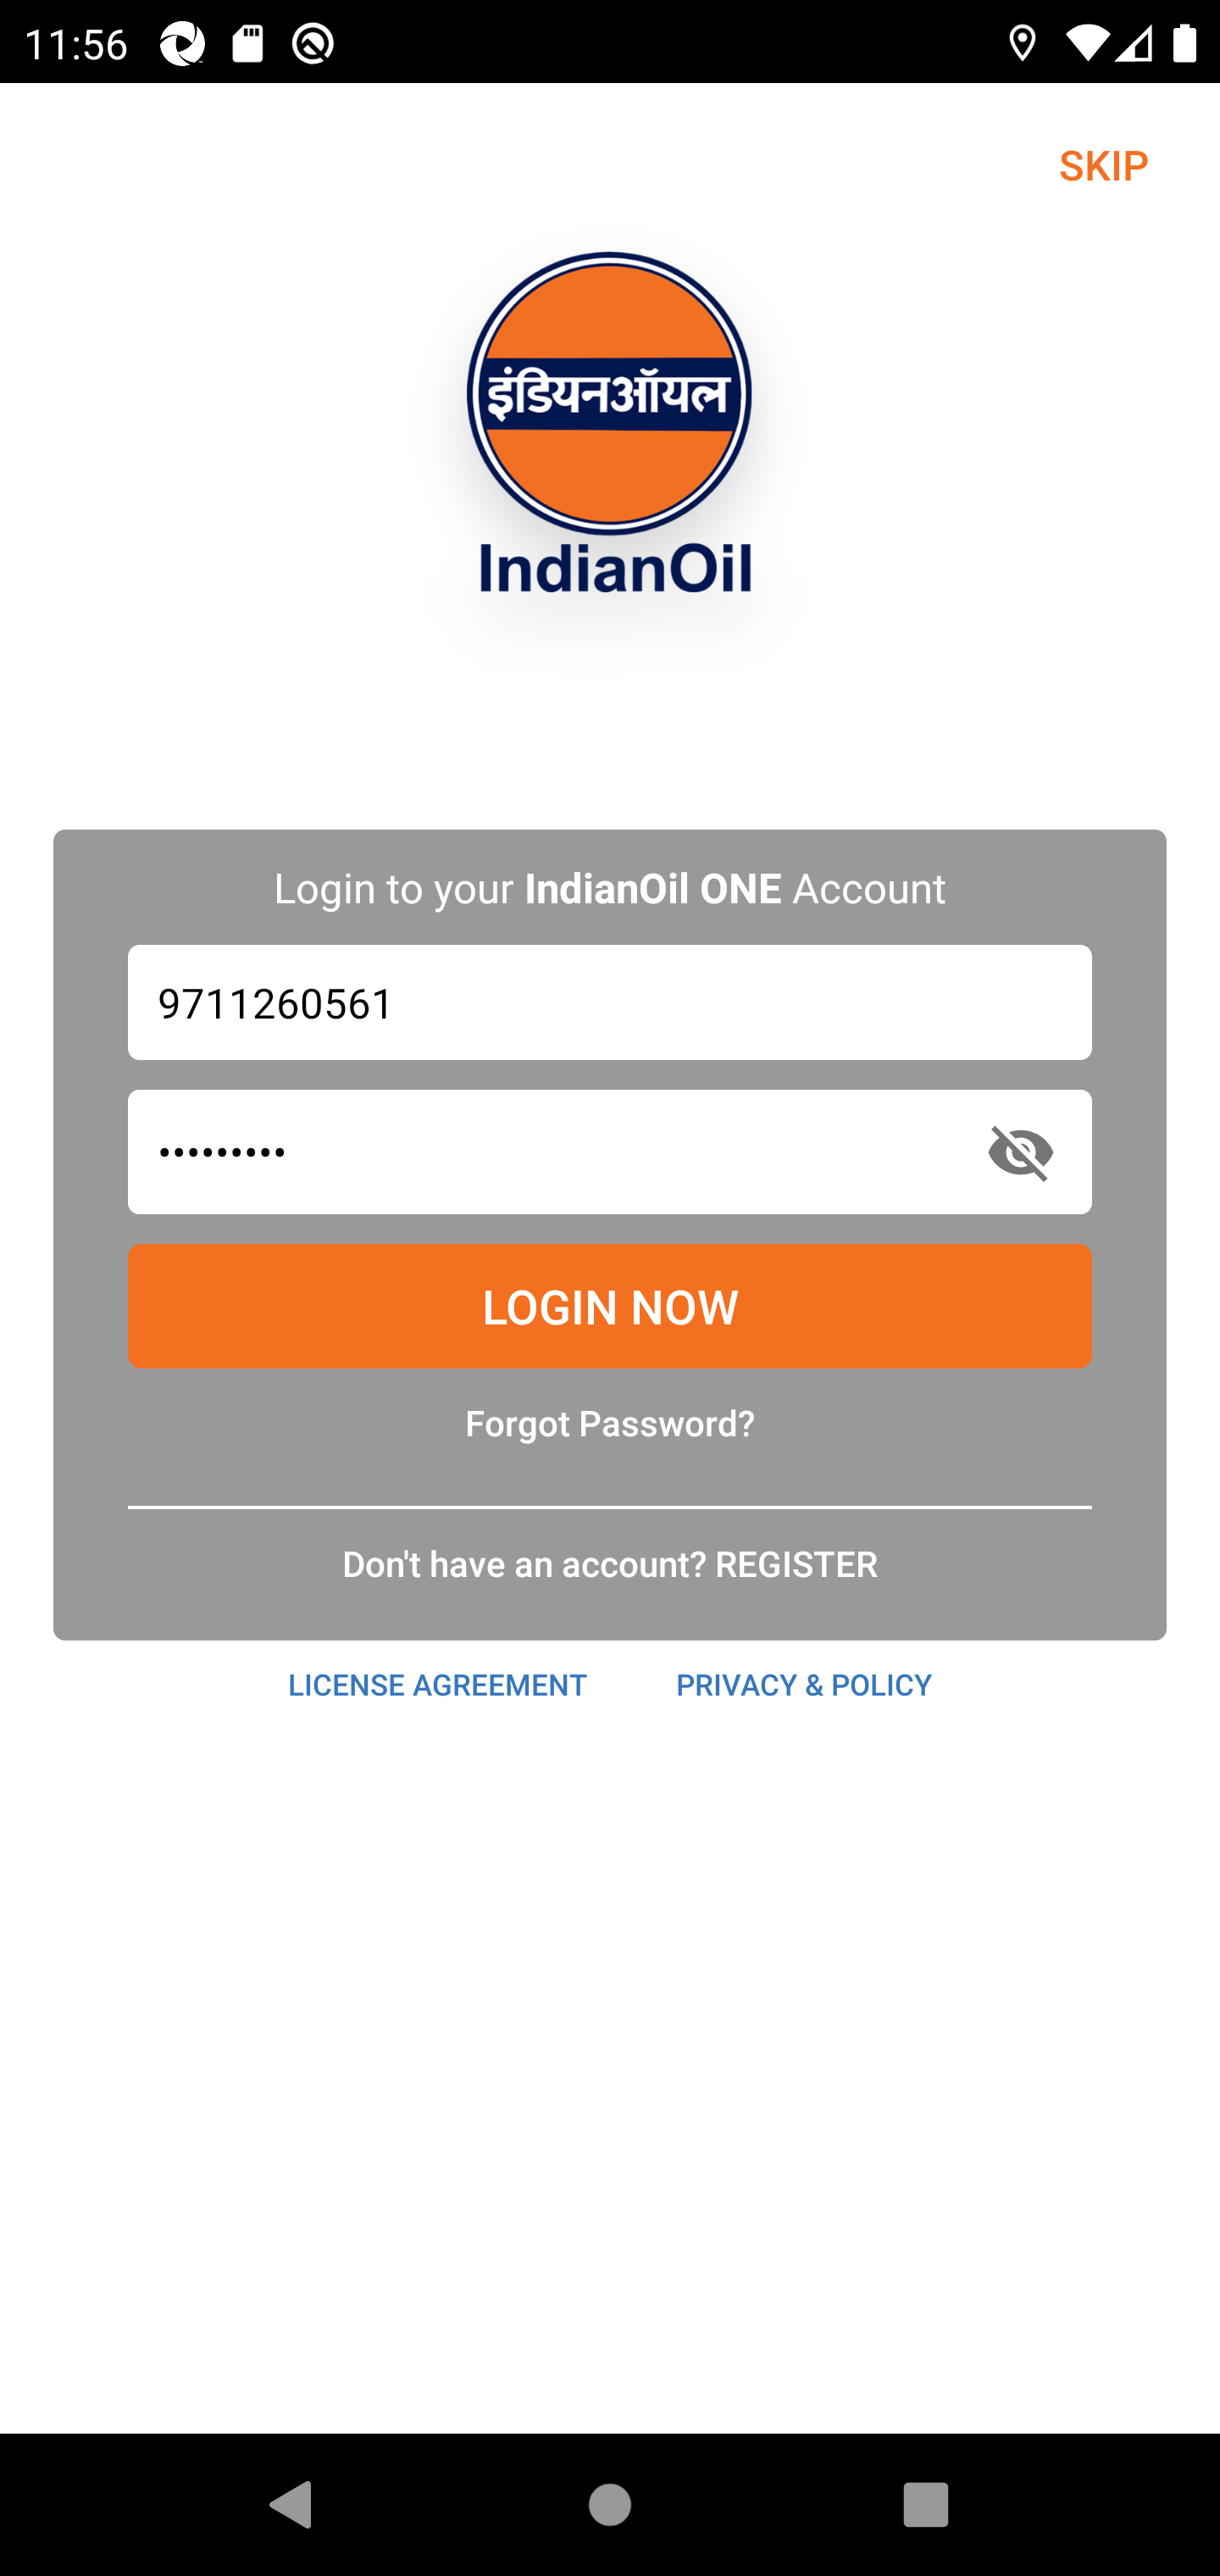 11:56
SKIP
इंडियनऑयल
IndianOil
Login to your IndianOil ONE Account
9711260561
•••••••••
LOGIN NOW
Forgot Password?
Don't have an account? REGISTER
LICENSE AGREEMENT PRIVACY & POLICY